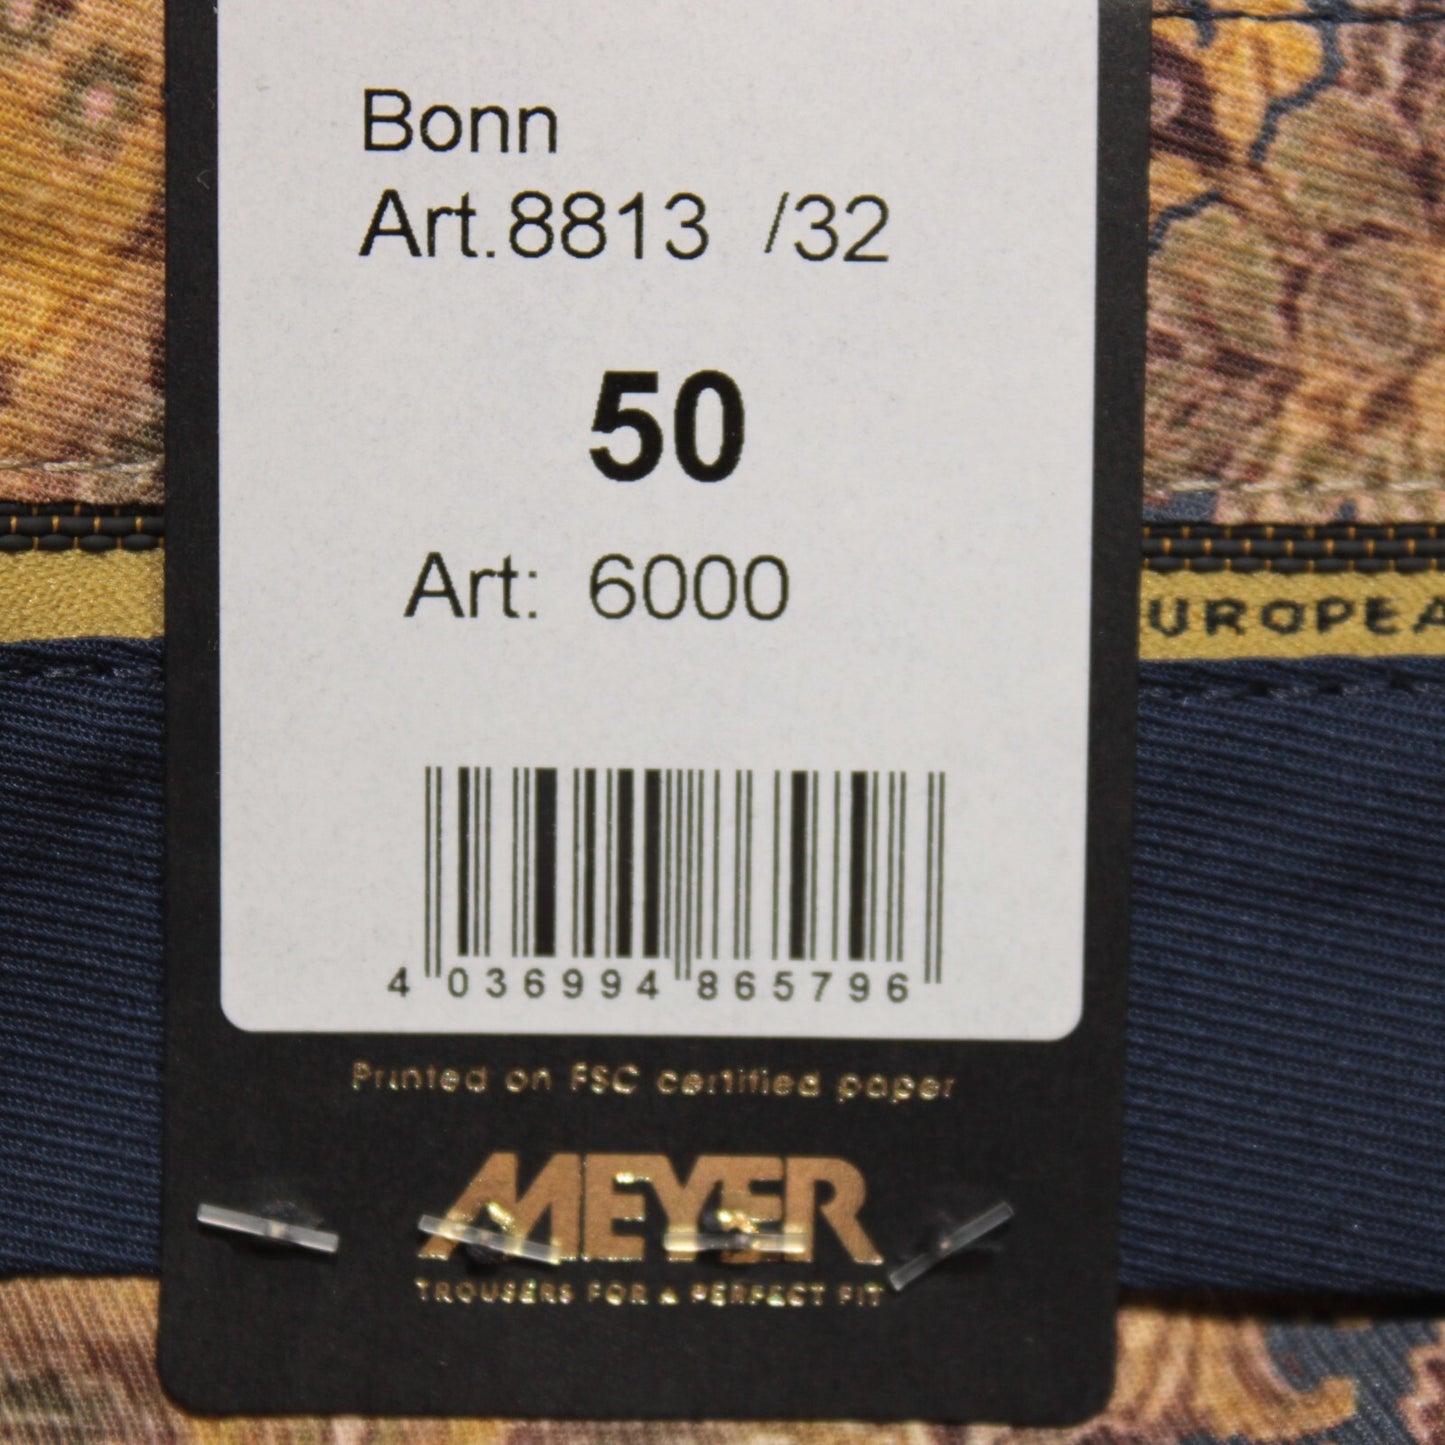 Bonn
Art.8813 /32
50
Art: 6000
UROPEA
4 036994 865796
Printed on FSC certified paper
MEYER
TROUSERS FOR A PERFECT FIT